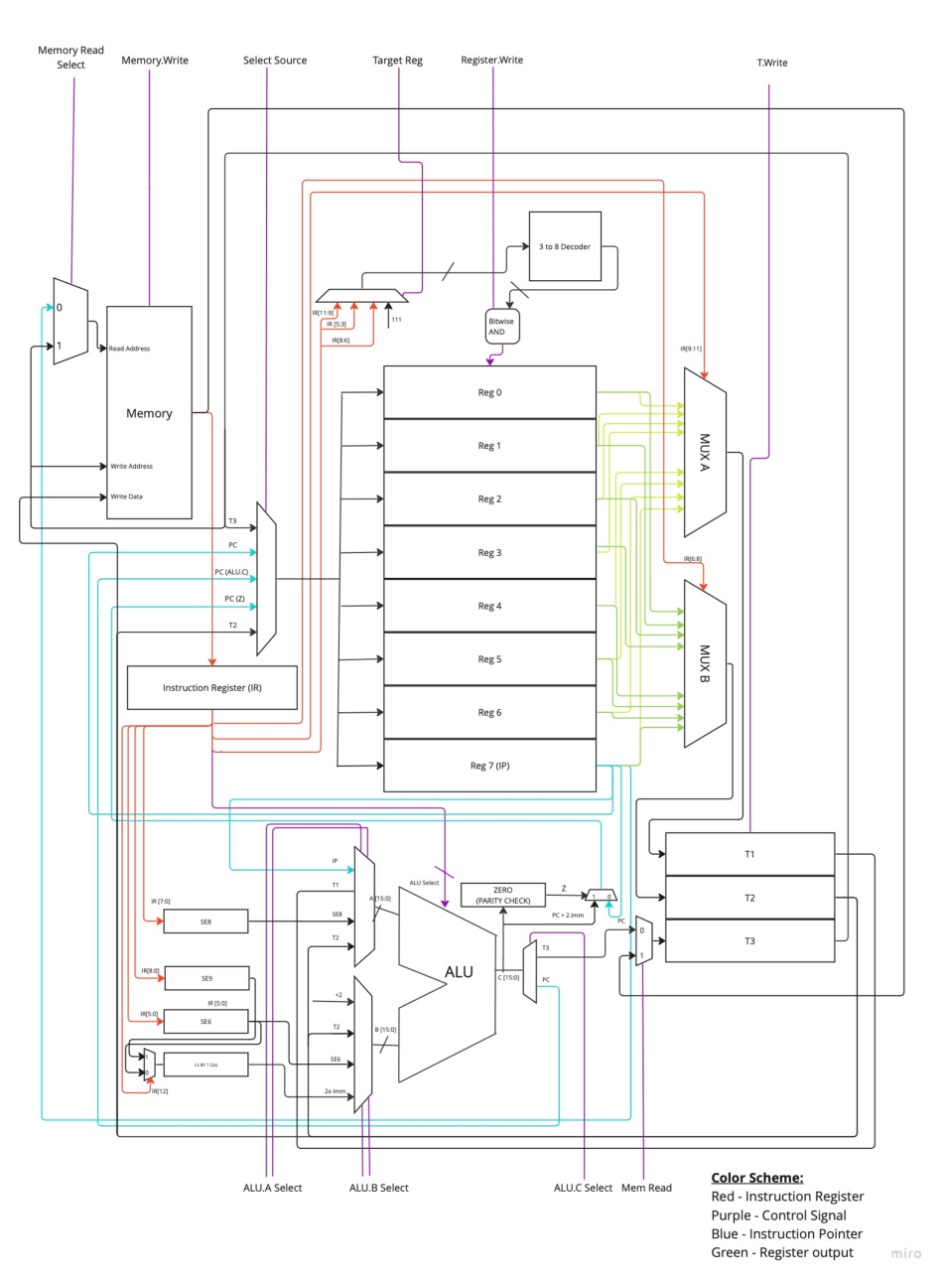 Memory Read
Select
Memory.Write
Select Source
Target Reg
Register.Write
T.Write
3 to 8 Decoder
IR[11:9]
IR [5:3]
IR[8:6]
111
Bitwise
AND
0
1
Read Address
Memory
Write Address
Write Data
IR[9:11]
Reg 0
Reg 1
Reg 2
Reg 3
Reg 4
Reg 5
Reg 6
Reg 7 (IP)
MUX A
IR[6:8]
MUX B
T3
PC
PC (ALU.C)
PC (Z)
T2
Instruction Register (IR)
T1
T2
T3
IP
T1
SE8
T2
A [15:0]
ALU Select
ZERO
(PARITY CHECK)
Z
1 0
PC + 2.Imm
PC
0
1
IR [7:0]
SE8
IR[8:0]
SE9
IR [5:0]
IR[5:0]
SE6
1
0
LS BY 1 (2x)
IR[12]
+2
T2
SE6
2x Imm
B [15:0]
ALU
C [15:0]
T3
PC
ALU.A Select
ALU.B Select
ALU.C Select
Mem Read
Color Scheme:
Red - Instruction Register
Purple - Control Signal
Blue - Instruction Pointer
Green - Register output
miro